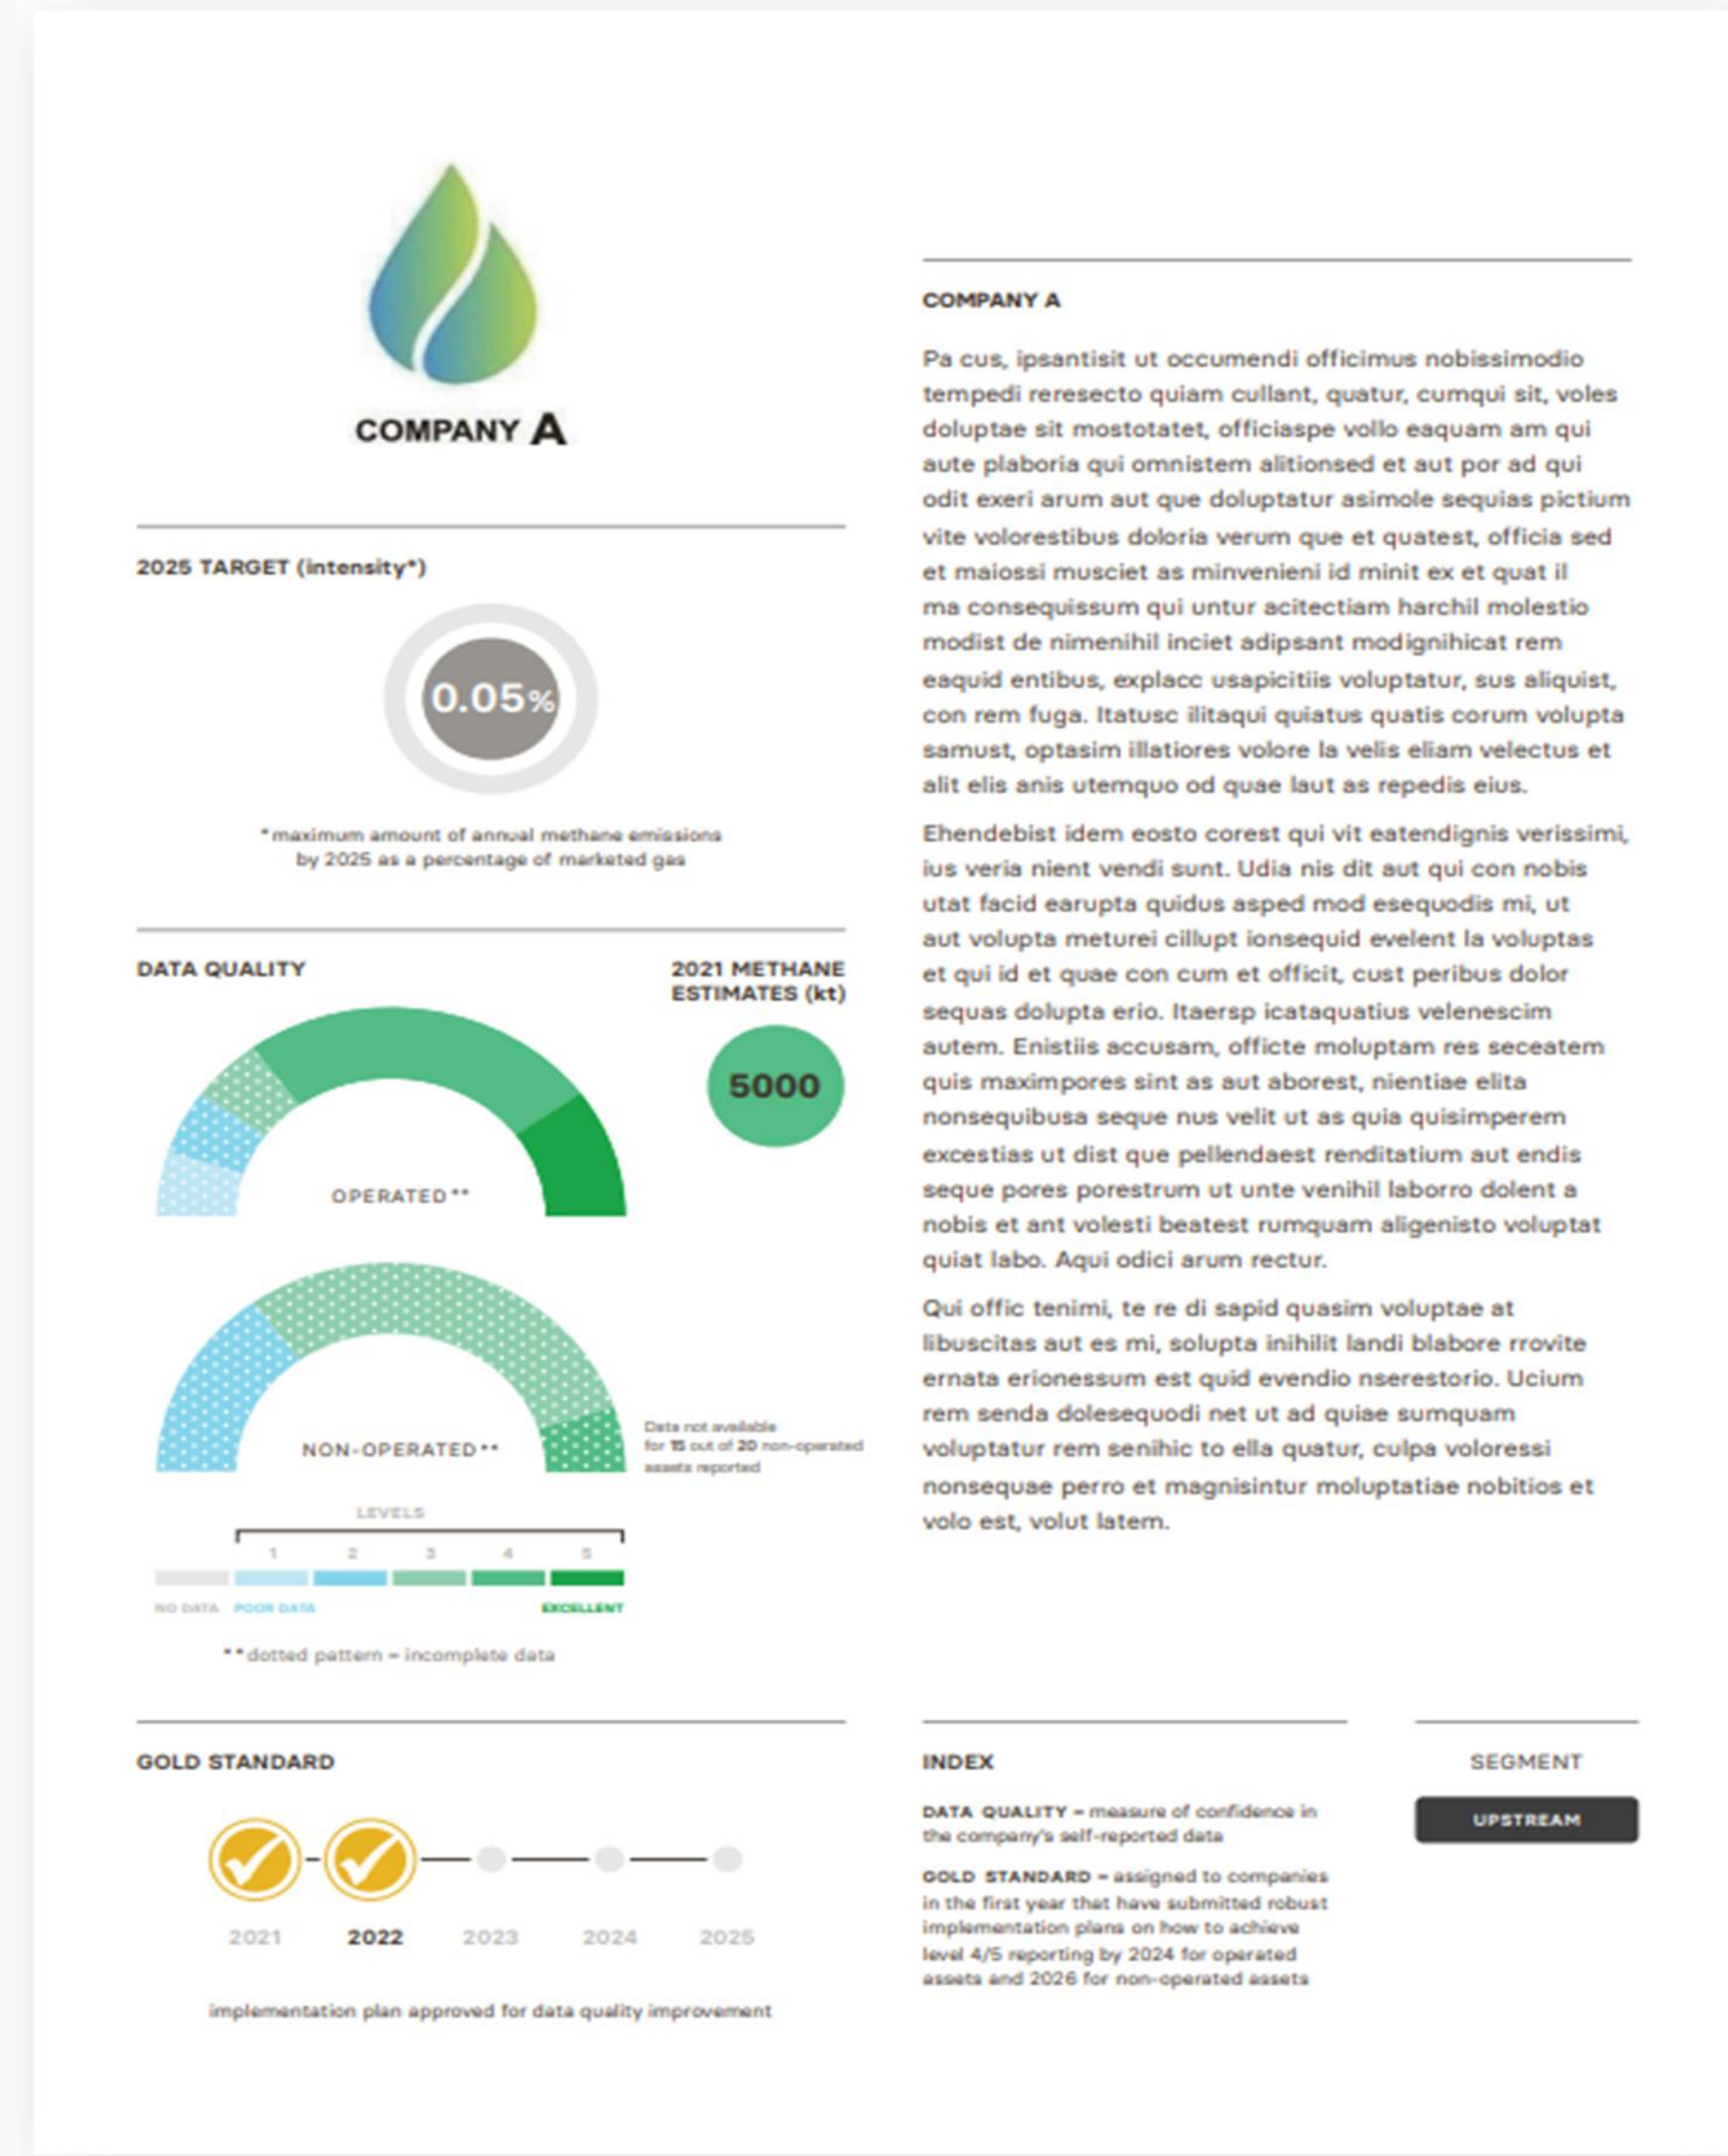 COMPANY A
2025 TARGET (intensity*)
0.05%
*maximum amount of annual methane emissions
by 2025 as a percentage of marketed gas
DATA QUALITY
2021 METHANE
ESTIMATES (kt)
5000
OPERATED**
NON-OPERATED**
Data not available
for 15 out of 20 non-operated
assets reported
LEVELS
1 2 3 4 5
NO DATA POOR DATA EXCELLENT
**dotted pattern = incomplete data
GOLD STANDARD
2021 2022 2023 2024 2025
implementation plan approved for data quality improvement
COMPANY A
Pa cus, ipsantisit ut occumendi officimus nobissimodio
tempedi reresecto quiam cullant, quatur, cumqui sit, voles
doluptae sit mostotatet, officiaspe vollo eaquam am qui
aute plaboria qui omnistem alitionsed et aut por ad qui
odit exeri arum aut que doluptatur asimole sequias pictium
vite volorestibus doloria verum que et quatest, officia sed
et maiossi musciet as minvenieni id minit ex et quat il
ma consequissum qui untur acitectiam harchil molestio
modist de nimenihil inciet adipsant modignihicat rem
eaquid entibus, explacc usapicitiis voluptatur, sus aliquist,
con rem fuga. Itatusc ilitaqui quiatus quatis corum volupta
samust, optasim illatiores volore la velis eliam velectus et
alit elis anis utemquo od quae laut as repedis eius.
Ehendebist idem eosto corest qui vit eatendignis verissimi,
ius veria nient vendi sunt. Udia nis dit aut qui con nobis
utat facid earupta quidus asped mod esequodis mi, ut
aut volupta meturei cillupt ionsequid evelent la voluptas
et qui id et quae con cum et officit, cust peribus dolor
sequas dolupta erio. Itaersp icataquatius velenescim
autem. Enistiis accusam, officte moluptam res seceatem
quis maximpores sint as aut aborest, nientiae elita
nonsequibusa seque nus velit ut as quia quisimperem
excestias ut dist que pellendaest renditatium aut endis
seque pores porestrum ut unte venihil laborro dolent a
nobis et ant volesti beatest rumquam aligenisto voluptat
quiat labo. Aqui odici arum rectur.
Qui offic tenimi, te re di sapid quasim voluptae at
libuscitas aut es mi, solupta inihilit landi blabore rrovite
ernata erionessum est quid evendio nserestorio. Ucium
rem senda dolesequodi net ut ad quiae sumquam
voluptatur rem senihic to ella quatur, culpa voloressi
nonsequae perro et magnisintur moluptatiae nobitios et
volo est, volut latem.
INDEX
DATA QUALITY – measure of confidence in
the company's self-reported data
GOLD STANDARD – assigned to companies
in the first year that have submitted robust
implementation plans on how to achieve
level 4/5 reporting by 2024 for operated
assets and 2026 for non-operated assets
SEGMENT
UPSTREAM